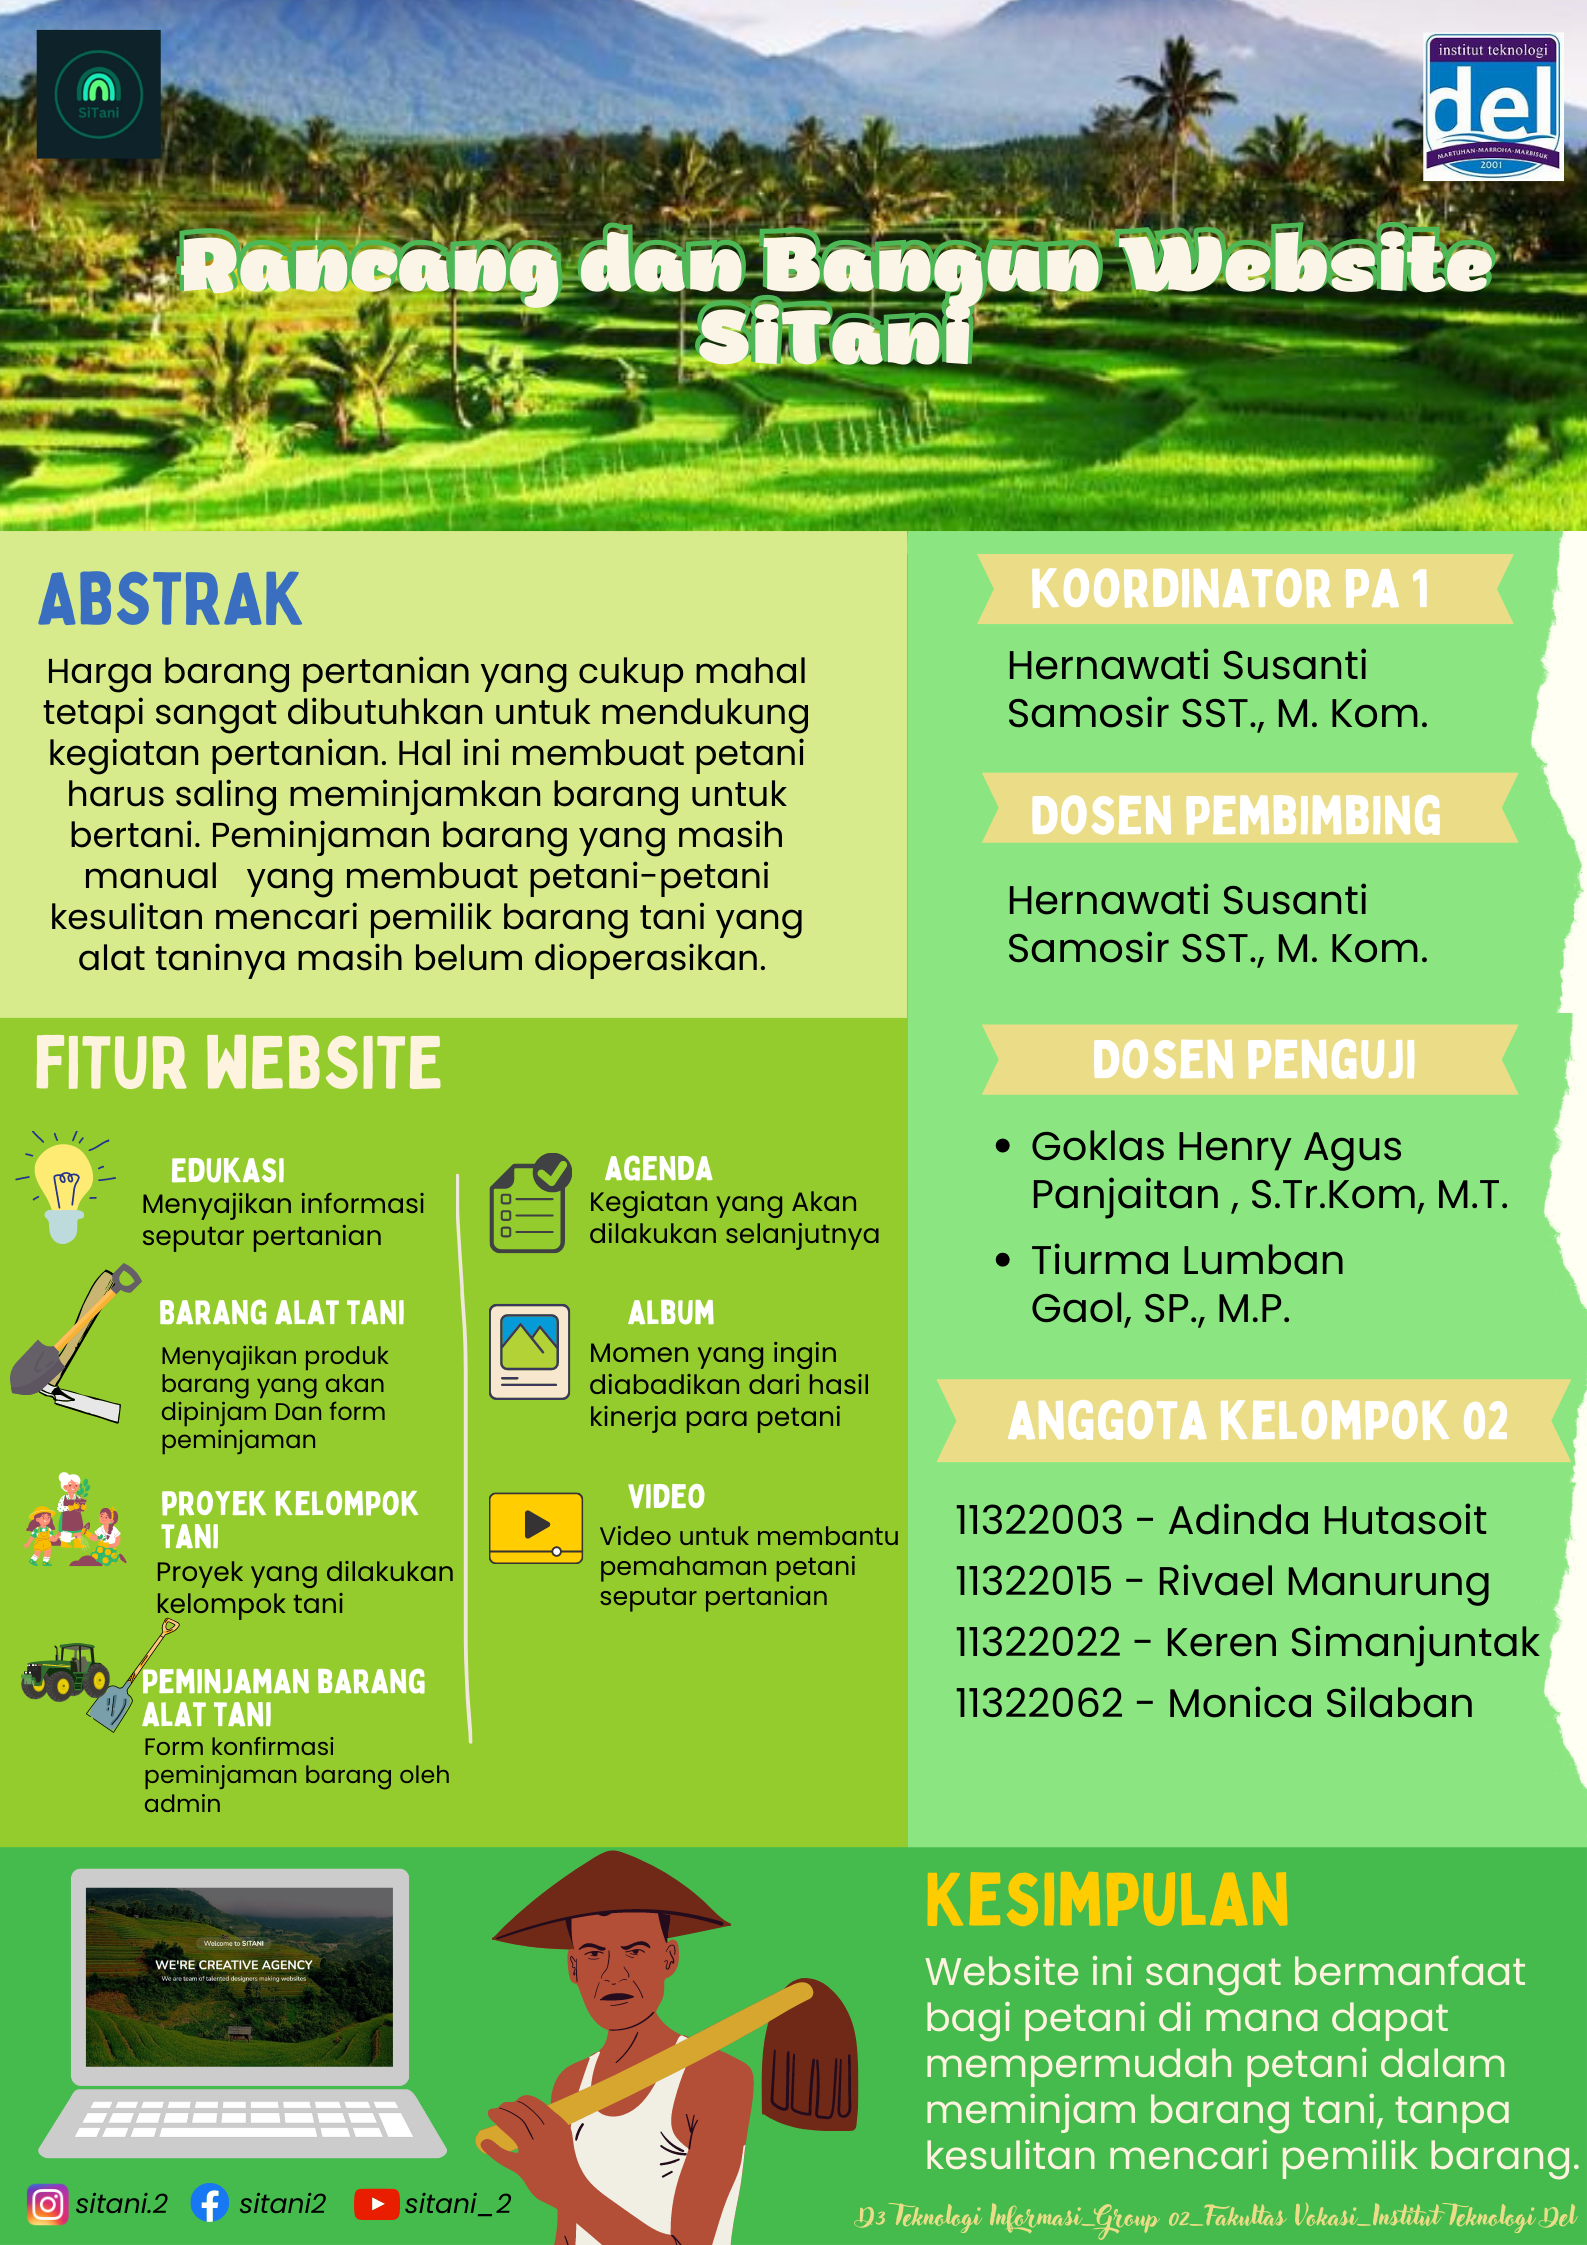 SiTani
institut teknologi
del
MARTUHAN-MARROHA-MARBISUK
2001
Rancang dan Bangun Website
SiTani
ABSTRAK
Harga barang pertanian yang cukup mahal
tetapi sangat dibutuhkan untuk mendukung
kegiatan pertanian. Hal ini membuat petani
harus saling meminjamkan barang untuk
bertani. Peminjaman barang yang masih
manual yang membuat petani-petani
kesulitan mencari pemilik barang tani yang
alat taninya masih belum dioperasikan.
FITUR WEBSITE
EDUKASI
Menyajikan informasi
seputar pertanian
BARANG ALAT TANI
Menyajikan produk
barang yang akan
dipinjam Dan form
peminjaman
PROYEK KELOMPOK
TANI
Proyek yang dilakukan
kelompok tani
PEMINJAMAN BARANG
ALAT TANI
Form konfirmasi
peminjaman barang oleh
admin
AGENDA
Kegiatan yang Akan
dilakukan selanjutnya
ALBUM
Momen yang ingin
diabadikan dari hasil
kinerja para petani
VIDEO
Video untuk membantu
pemahaman petani
seputar pertanian
KOORDINATOR PA 1
Hernawati Susanti
Samosir SST., M. Kom.
DOSEN PEMBIMBING
Hernawati Susanti
Samosir SST., M. Kom.
DOSEN PENGUJI
• Goklas Henry Agus
Panjaitan , S.Tr.Kom, M.T.
• Tiurma Lumban
Gaol, SP., M.P.
ANGGOTA KELOMPOK 02
11322003 - Adinda Hutasoit
11322015 - Rivael Manurung
11322022 - Keren Simanjuntak
11322062 - Monica Silaban
Welcome to SITANI
WE'RE CREATIVE AGENCY
We are team of talented designers making websites
sitani.2
sitani2
sitani_2
KESIMPULAN
Website ini sangat bermanfaat
bagi petani di mana dapat
mempermudah petani dalam
meminjam barang tani, tanpa
kesulitan mencari pemilik barang.
D3 Teknologi Informasi_Group 02_Fakultas Vokasi_Institut Teknologi Del